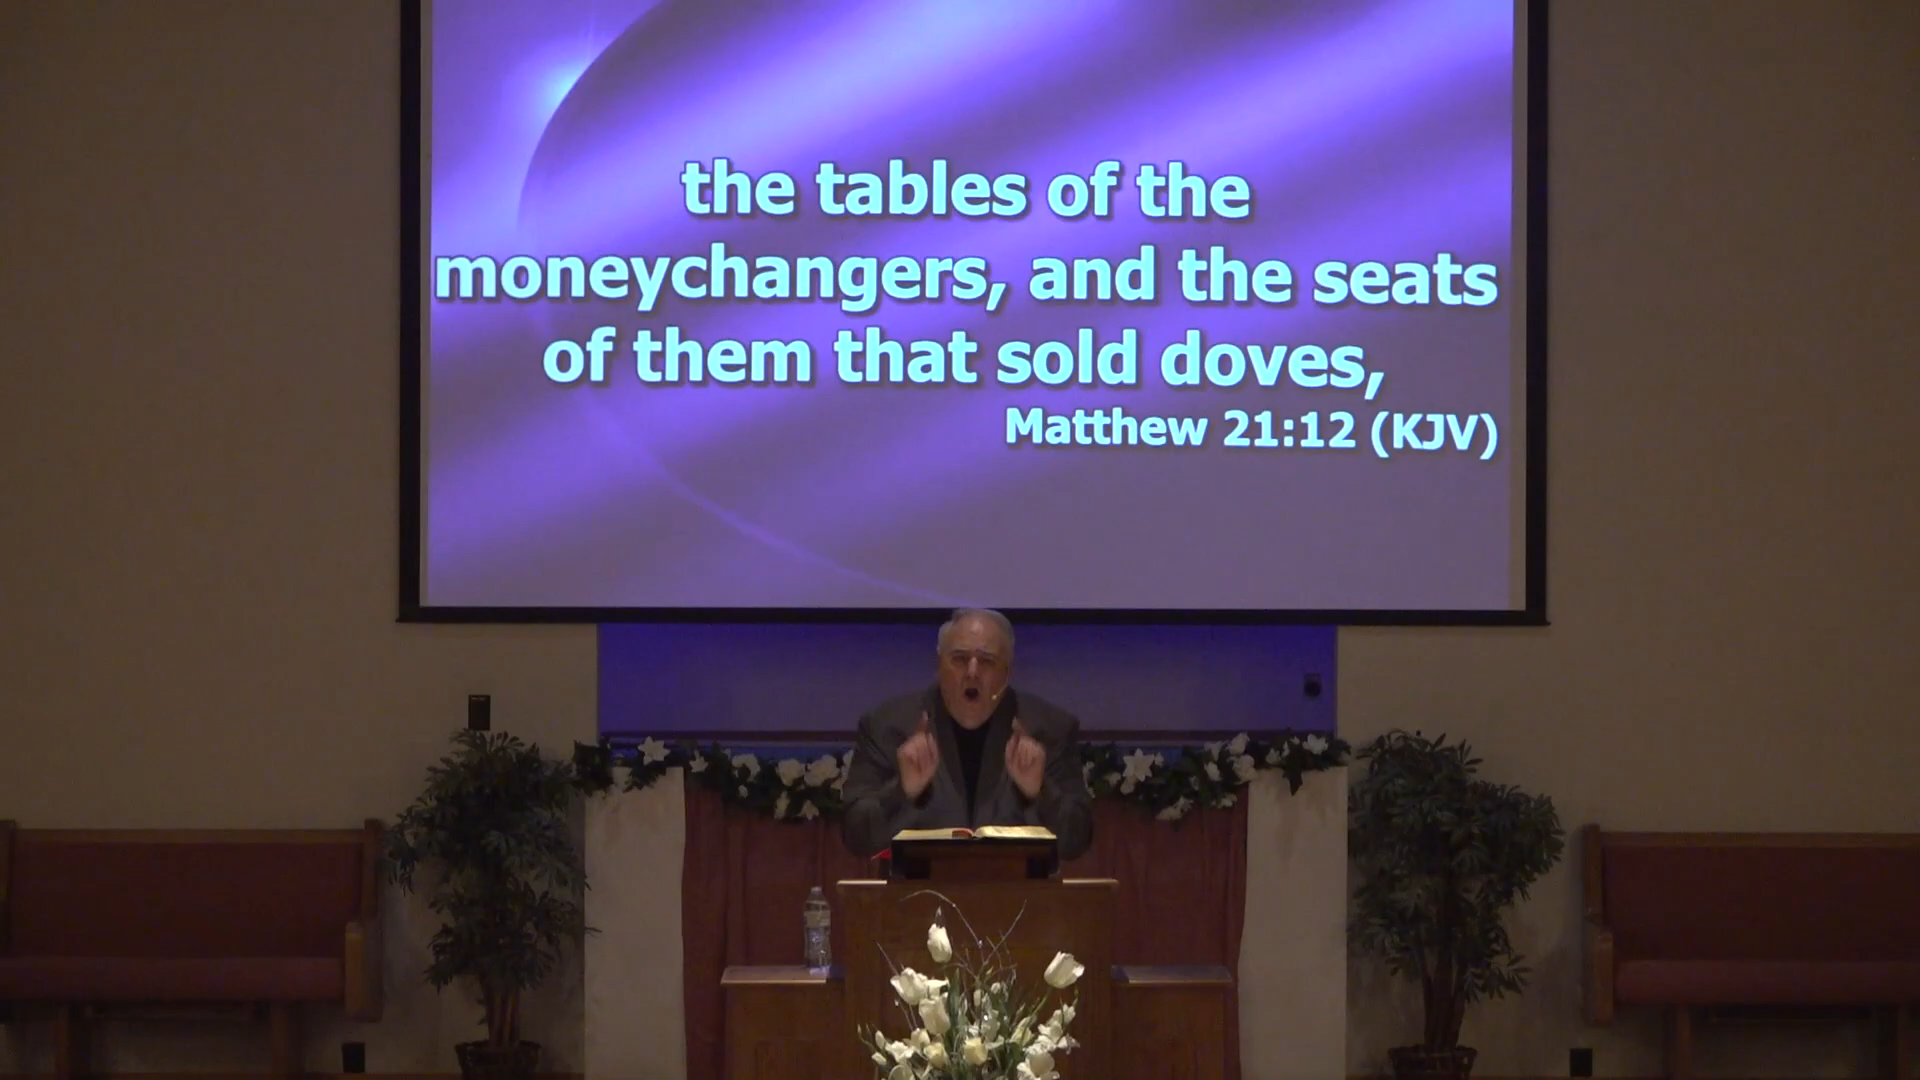 the tables of the
moneychangers, and the seats
of them that sold doves,
Matthew 21:12 (KJV)